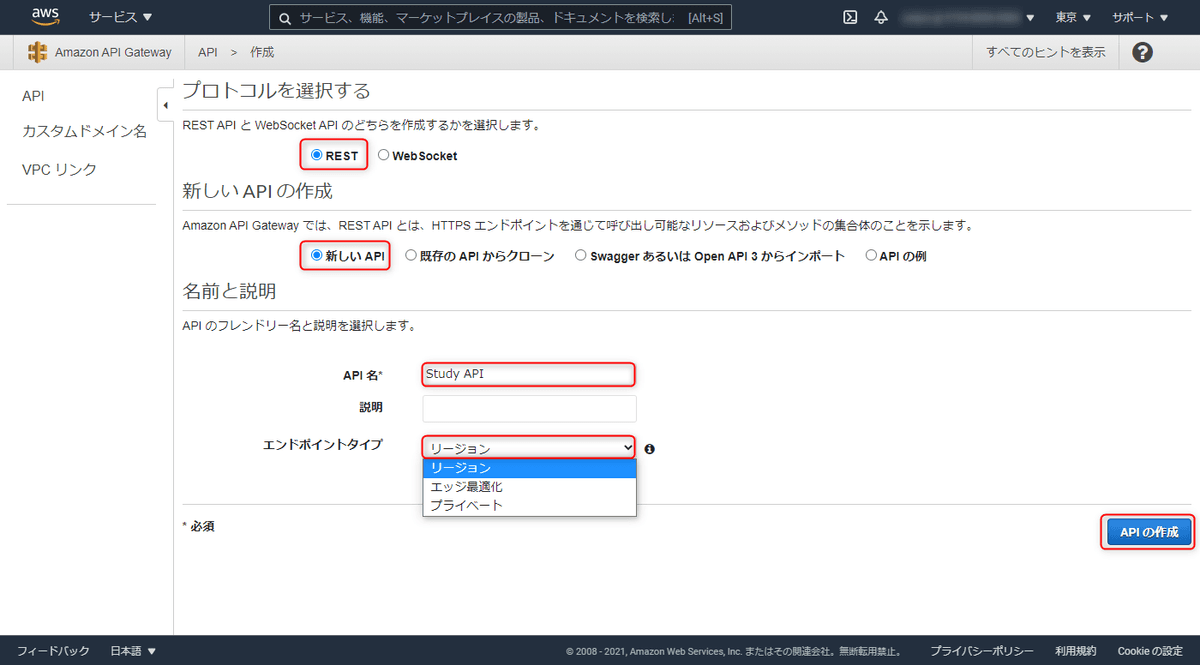 aws サービス サービス、機能、マーケットプレイスの製品、ドキュメントを検索し [Alt+S] 東京 サポート
Amazon API Gateway API > 作成 すべてのヒントを表示 ?
API
カスタムドメイン名
VPC リンク
プロトコルを選択する
REST API と WebSocket API のどちらを作成するかを選択します。
REST WebSocket
新しい API の作成
Amazon API Gateway では、REST API とは、HTTPS エンドポイントを通じて呼び出し可能なリソースおよびメソッドの集合体のことを示します。
新しい API 既存の API からクローン Swagger あるいは Open API 3 からインポート API の例
名前と説明
API のフレンドリー名と説明を選択します。
API 名* Study API
説明
エンドポイントタイプ リージョン
リージョン
エッジ最適化
プライベート
* 必須
API の作成
フィードバック 日本語 © 2008 - 2021, Amazon Web Services, Inc. またはその関連会社。無断転用禁止。 プライバシーポリシー 利用規約 Cookie の設定